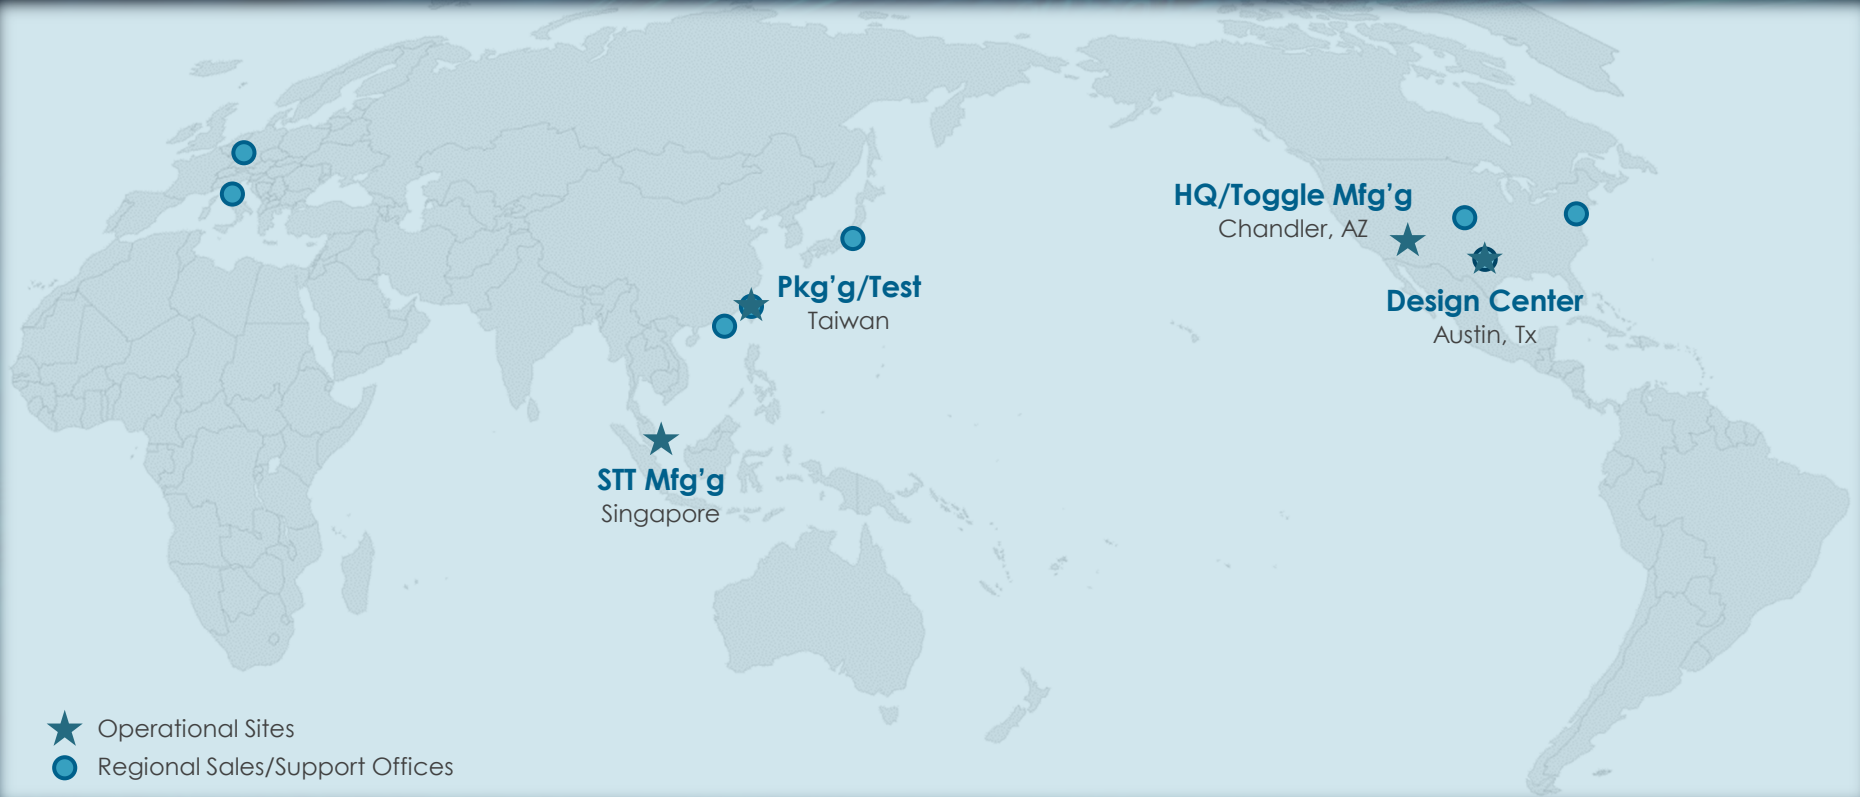 HQ/Toggle Mfg’g
Chandler, AZ
Pkg’g/Test
Taiwan
Design Center
Austin, Tx
STT Mfg’g
Singapore
Operational Sites
Regional Sales/Support Offices